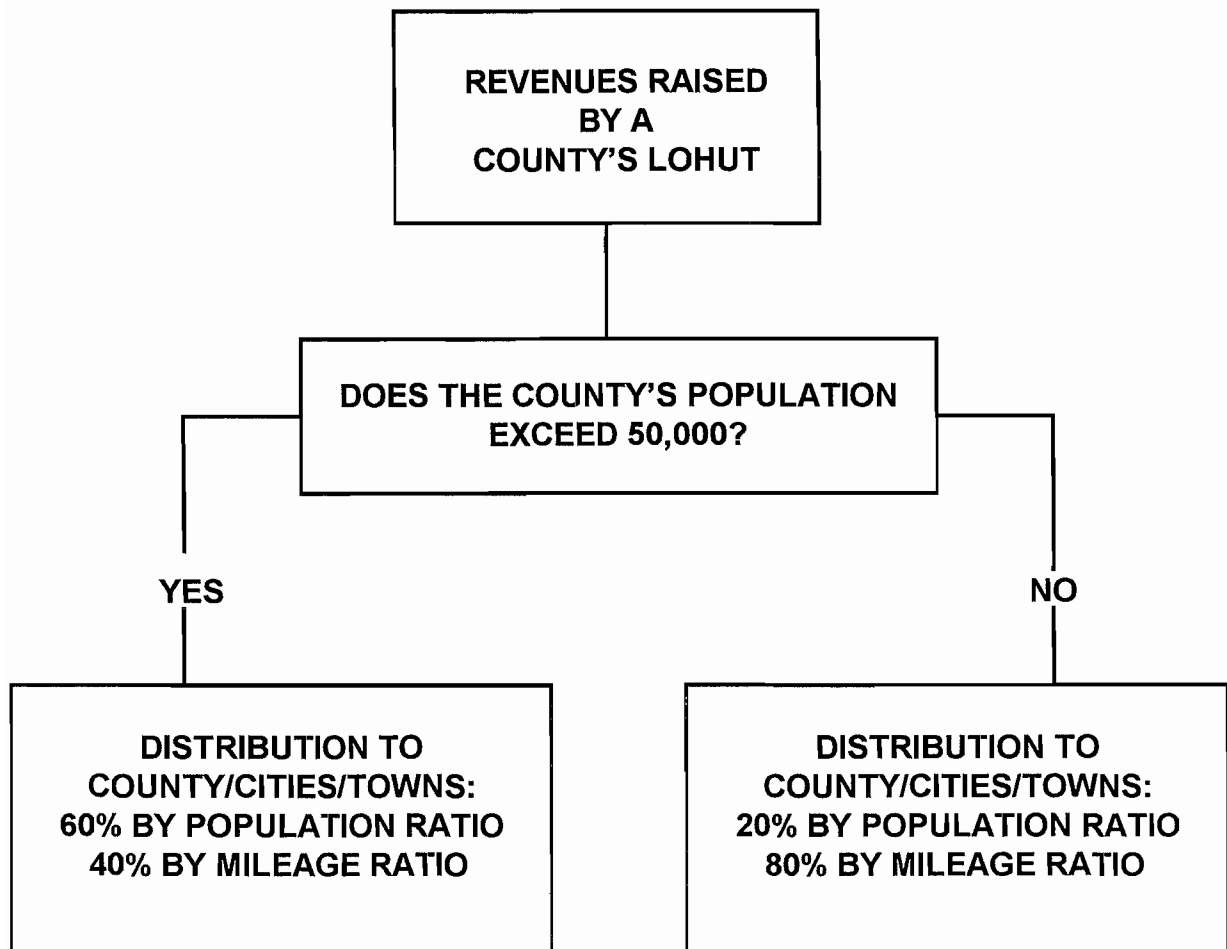 REVENUES RAISED
BY A
COUNTY'S LOHUT
DOES THE COUNTY'S POPULATION
EXCEED 50,000?
YES
NO
DISTRIBUTION TO
COUNTY/CITIES/TOWNS:
60% BY POPULATION RATIO
40% BY MILEAGE RATIO
DISTRIBUTION TO
COUNTY/CITIES/TOWNS:
20% BY POPULATION RATIO
80% BY MILEAGE RATIO